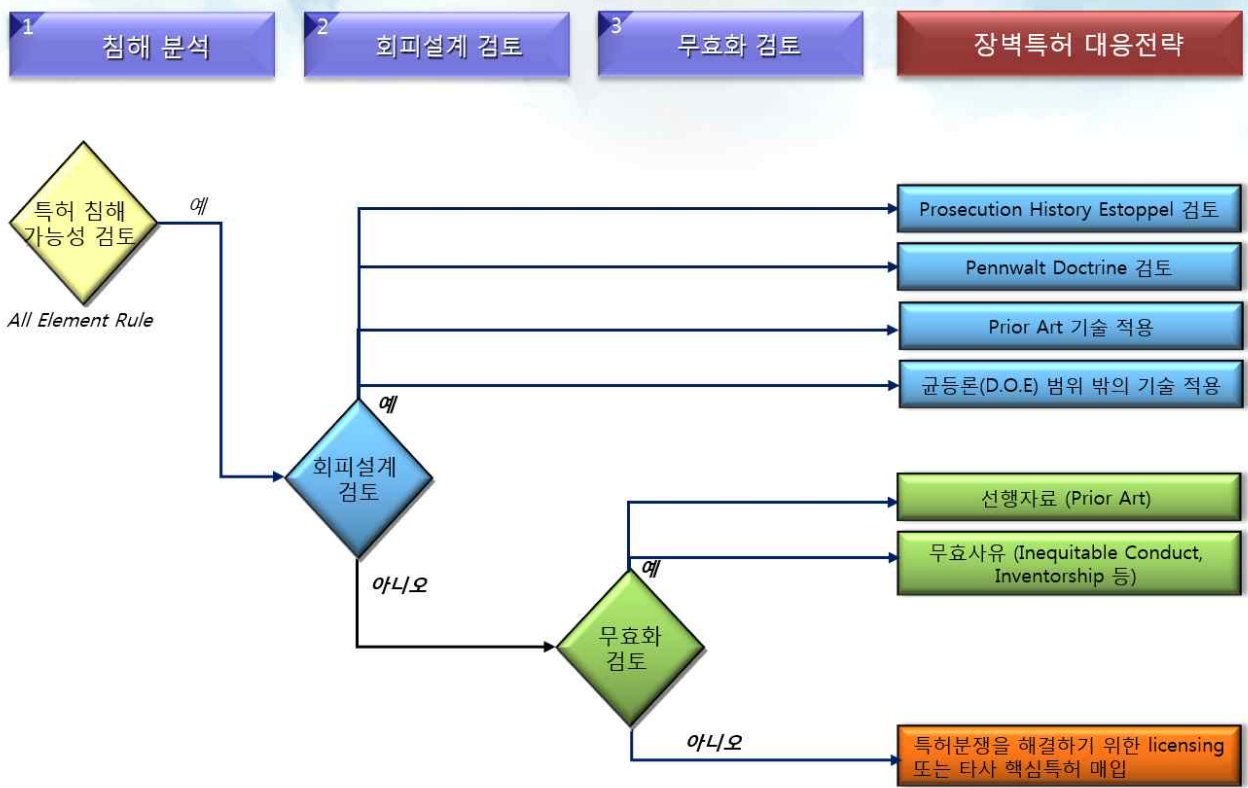 1
침해 분석
2
회피설계 검토
3
무효화 검토
장벽특허 대응전략
특허 침해
가능성 검토
예
All Element Rule
Prosecution History Estoppel 검토
Pennwalt Doctrine 검토
Prior Art 기술 적용
균등론(D.O.E) 범위 밖의 기술 적용
예
회피설계
검토
아니오
선행자료 (Prior Art)
무효사유 (Inequitable Conduct,
Inventorship 등)
예
무효화
검토
아니오
특허분쟁을 해결하기 위한 licensing
또는 타사 핵심특허 매입